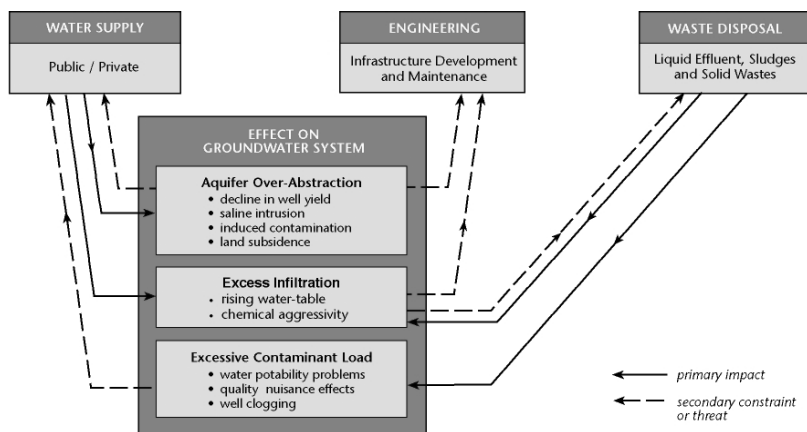 WATER SUPPLY
Public / Private
ENGINEERING
Infrastructure Development
and Maintenance
WASTE DISPOSAL
Liquid Effluent, Sludges
and Solid Wastes
EFFECT ON
GROUNDWATER SYSTEM
Aquifer Over-Abstraction
• decline in well yield
• saline intrusion
• induced contamination
• land subsidence
Excess Infiltration
• rising water-table
• chemical aggressivity
Excessive Contaminant Load
• water potability problems
• quality nuisance effects
• well clogging
primary impact
secondary constraint
or threat